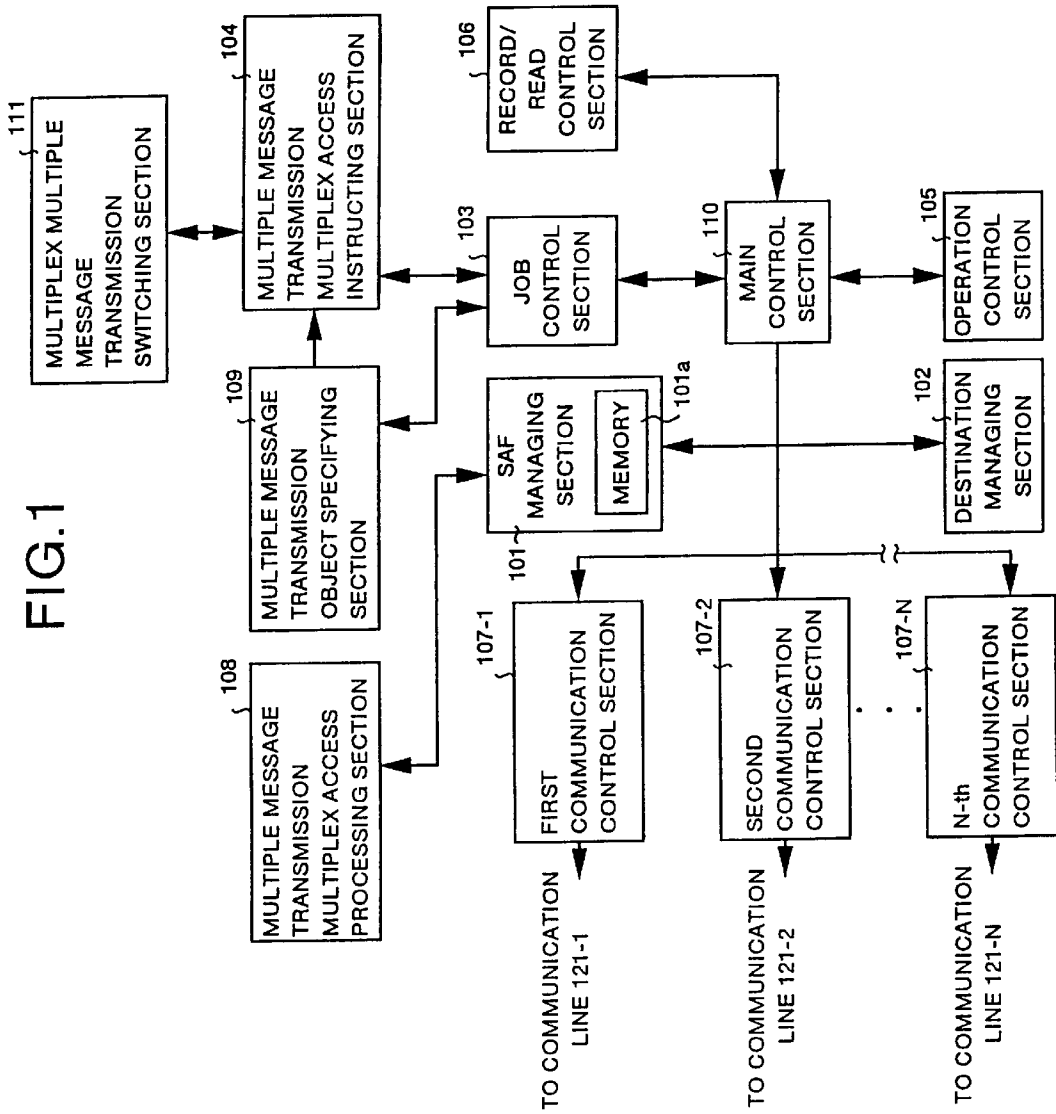 FIG.1
111
MULTIPLEX MULTIPLE
MESSAGE
TRANSMISSION
SWITCHING SECTION
108
MULTIPLE MESSAGE
TRANSMISSION
MULTIPLEX ACCESS
PROCESSING SECTION
109
MULTIPLE MESSAGE
TRANSMISSION
OBJECT SPECIFYING
SECTION
104
MULTIPLE MESSAGE
TRANSMISSION
MULTIPLEX ACCESS
INSTRUCTING SECTION
101
SAF
MANAGING
SECTION
MEMORY
101a
103
JOB
CONTROL
SECTION
106
RECORD/
READ
CONTROL
SECTION
107-1
FIRST
COMMUNICATION
CONTROL SECTION
107-2
SECOND
COMMUNICATION
CONTROL SECTION
107-N
N-th
COMMUNICATION
CONTROL SECTION
110
MAIN
CONTROL
SECTION
102
DESTINATION
MANAGING
SECTION
105
OPERATION
CONTROL
SECTION
TO COMMUNICATION
LINE 121-1
TO COMMUNICATION
LINE 121-2
TO COMMUNICATION
LINE 121-N